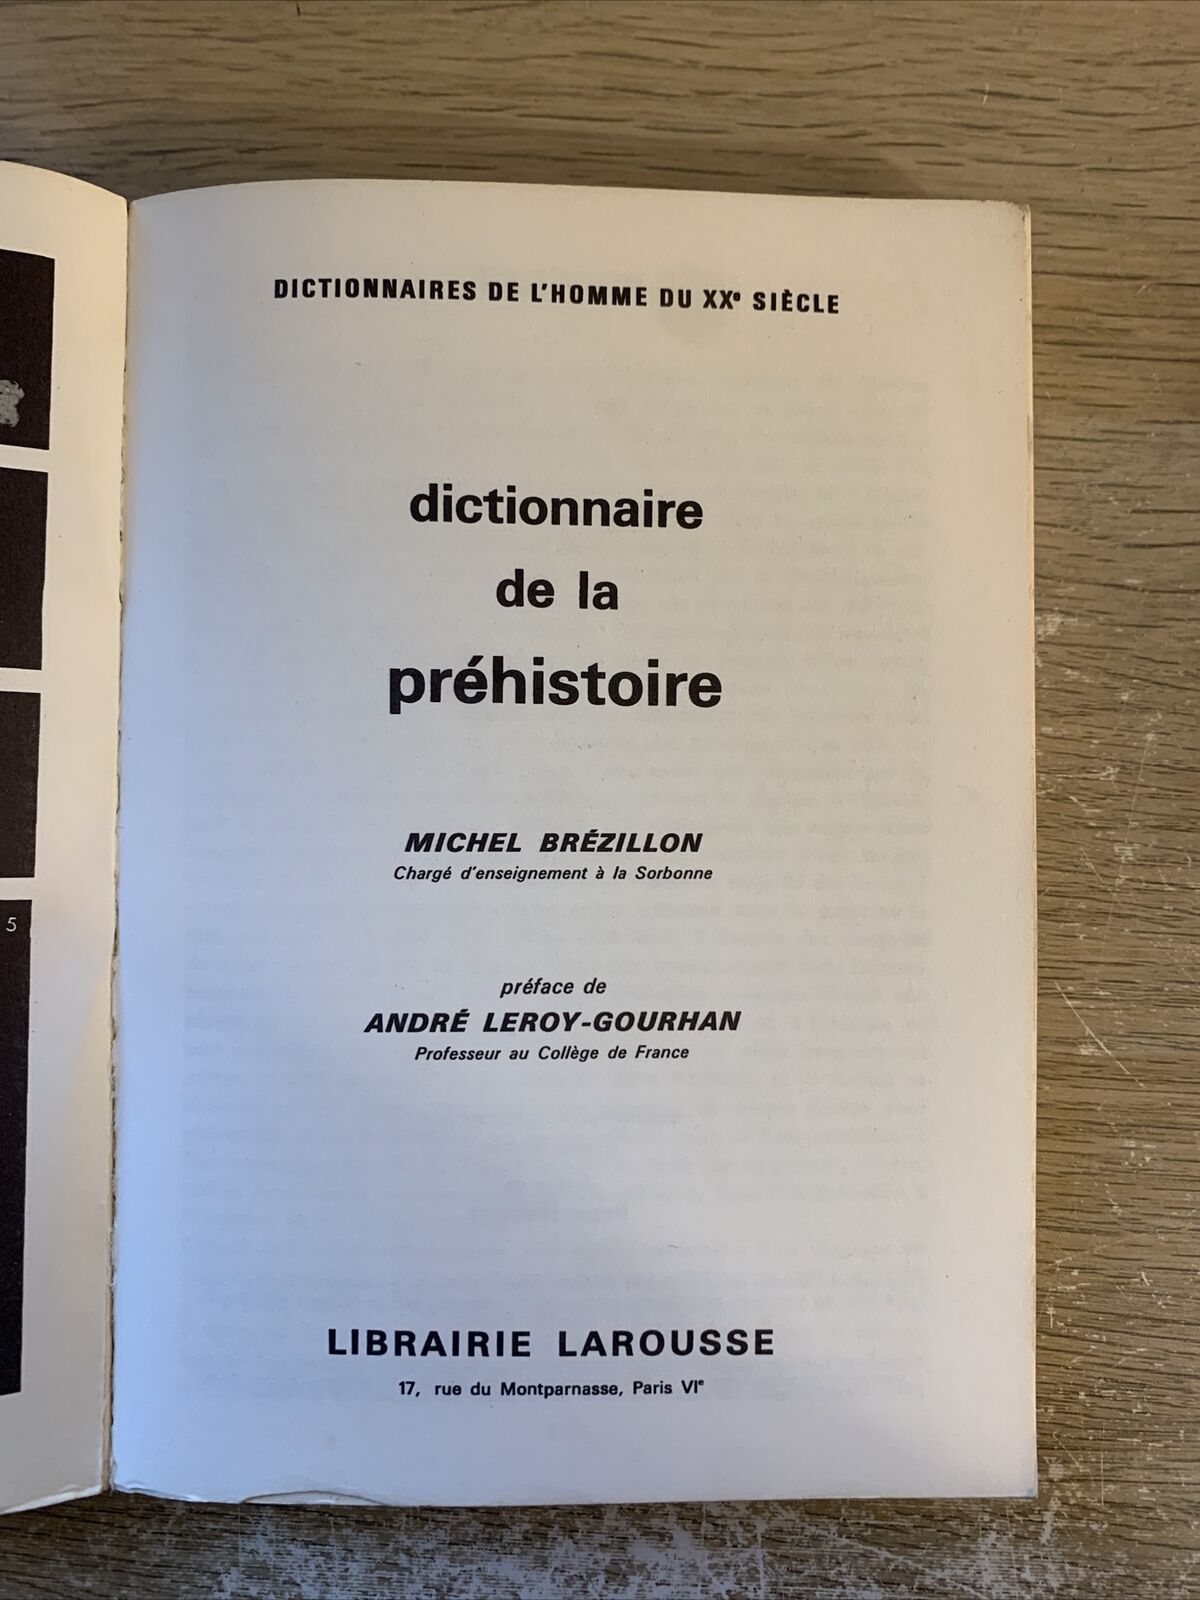 5
DICTIONNAIRES DE L'HOMME DU XXe SIÈCLE
dictionnaire
de la
préhistoire
MICHEL BRÉZILLON
Chargé d'enseignement à la Sorbonne
préface de
ANDRÉ LEROY-GOURHAN
Professeur au Collège de France
LIBRAIRIE LAROUSSE
17, rue du Montparnasse, Paris VIe